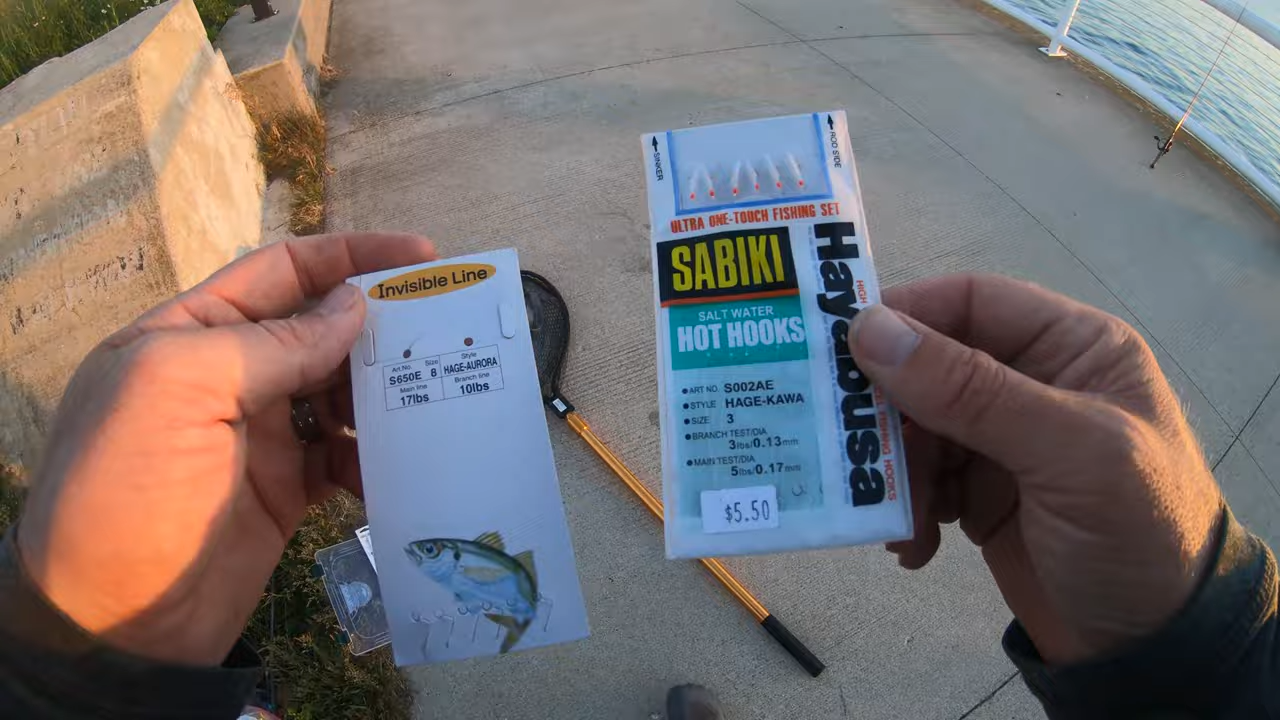 Invisible Line
Art.No. Size Style
S650E 8 HAGE-AURORA
Main line Branch line
17lbs 10lbs
SINKER
ROD SIDE
ULTRA ONE-TOUCH FISHING SET
SABIKI
SALT WATER
HOT HOOKS
●ART NO. S002AE
●STYLE HAGE-KAWA
●SIZE 3
●BRANCH TEST/DIA
3lbs/0.13mm
●MAIN TEST/DIA
5lbs/0.17mm
$5.50
Hayabusa
FISHING HOOKS